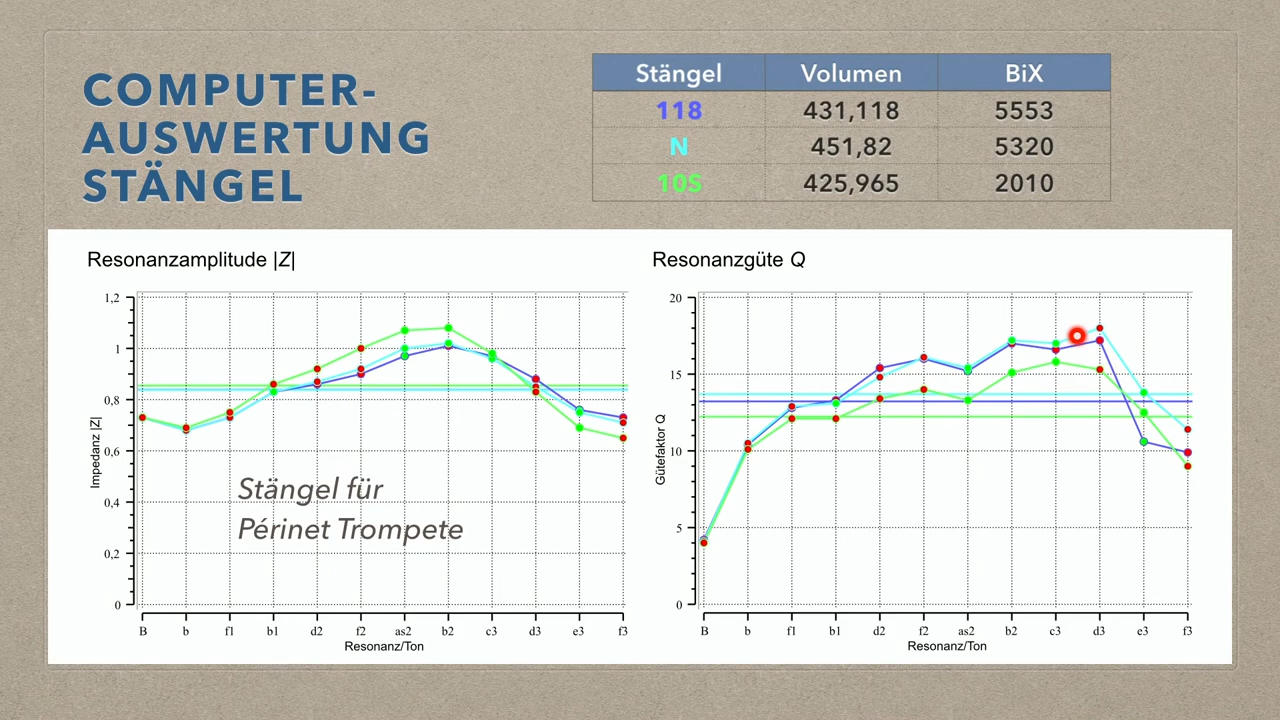 COMPUTER-
AUSWERTUNG
STÄNGEL
Stängel Volumen BiX
118 431,118 5553
N 451,82 5320
10S 425,965 2010
Resonanzamplitude |Z|
1,2
1
0,8
0,6
0,4
0,2
0
Impedanz |Z|
Stängel für
Périnet Trompete
B b f1 b1 d2 f2 as2 b2 c3 d3 e3 f3
Resonanz/Ton
Resonanzgüte Q
20
15
10
5
0
Gütefaktor Q
B b f1 b1 d2 f2 as2 b2 c3 d3 e3 f3
Resonanz/Ton